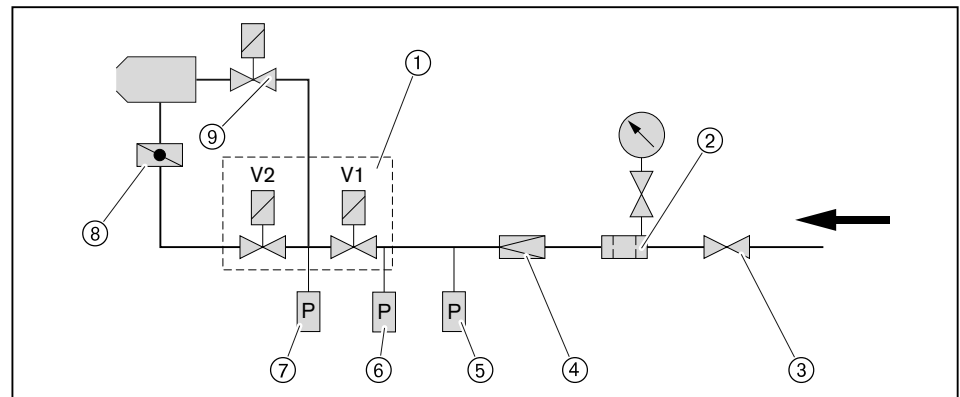 ①
⑨
②
V2 V1
⑧
P P P
⑦ ⑥ ⑤ ④ ③